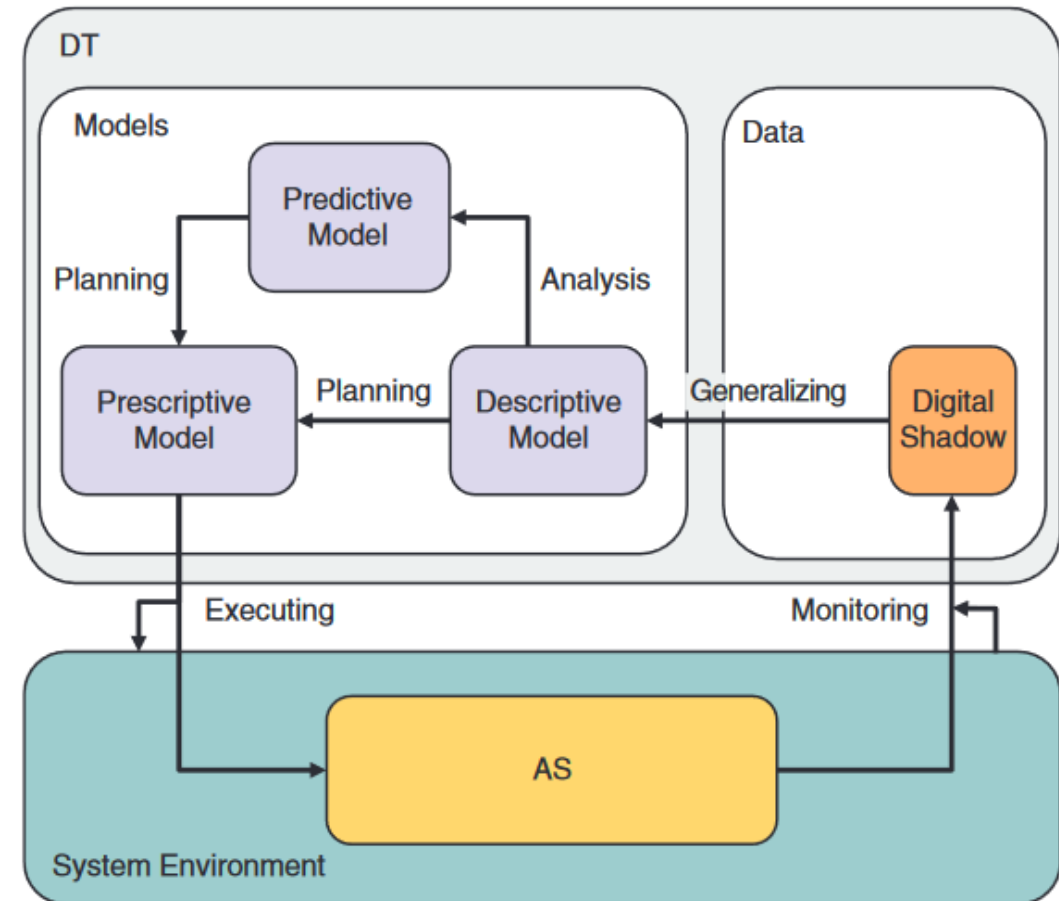 DT
Models
Data
Predictive
Model
Planning
Analysis
Prescriptive
Model
Planning
Descriptive
Model
Generalizing
Digital
Shadow
Executing
Monitoring
AS
System Environment